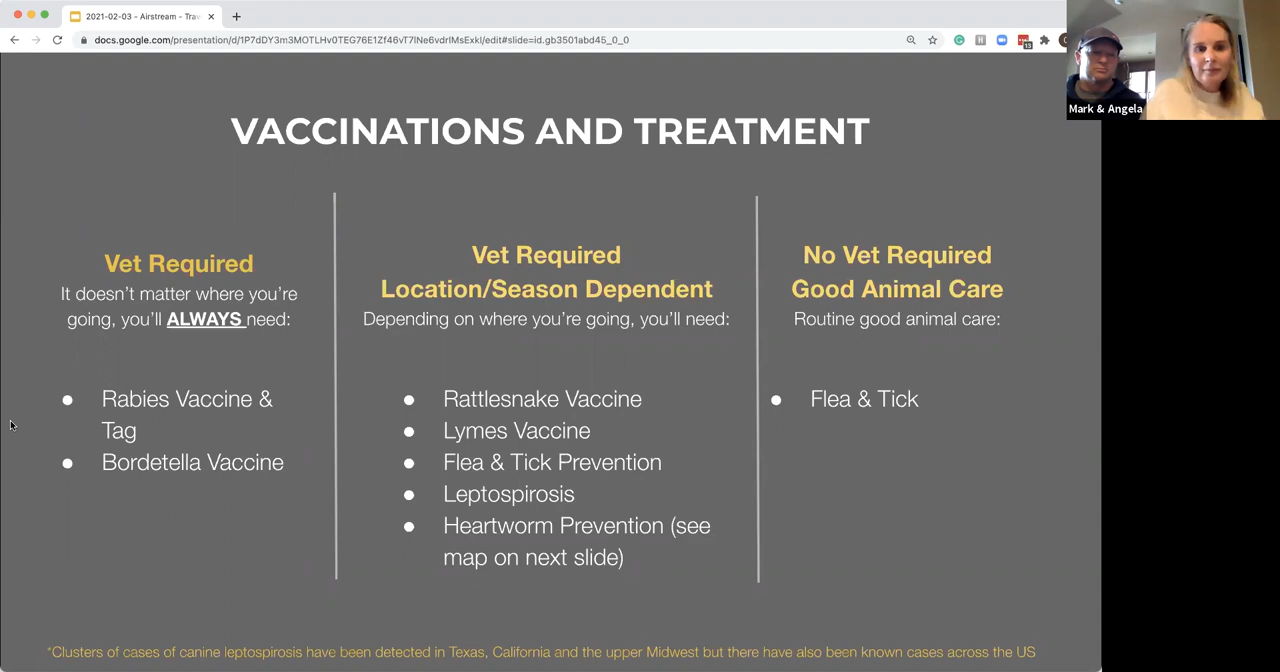 2021-02-03 - Airstream - Trav
docs.google.com/presentation/d/1P7dDY3m3MOTLHv0TEG76E1Zf46vT7lNe6vdrlMsExkI/edit#slide=id.gb3501abd45_0_0
13
Mark & Angela
VACCINATIONS AND TREATMENT
Vet Required
It doesn't matter where you're
going, you'll ALWAYS need:
● Rabies Vaccine &
Tag
● Bordetella Vaccine
Vet Required
Location/Season Dependent
Depending on where you're going, you'll need:
● Rattlesnake Vaccine
● Lymes Vaccine
● Flea & Tick Prevention
● Leptospirosis
● Heartworm Prevention (see
map on next slide)
No Vet Required
Good Animal Care
Routine good animal care:
● Flea & Tick
*Clusters of cases of canine leptospirosis have been detected in Texas, California and the upper Midwest but there have also been known cases across the US